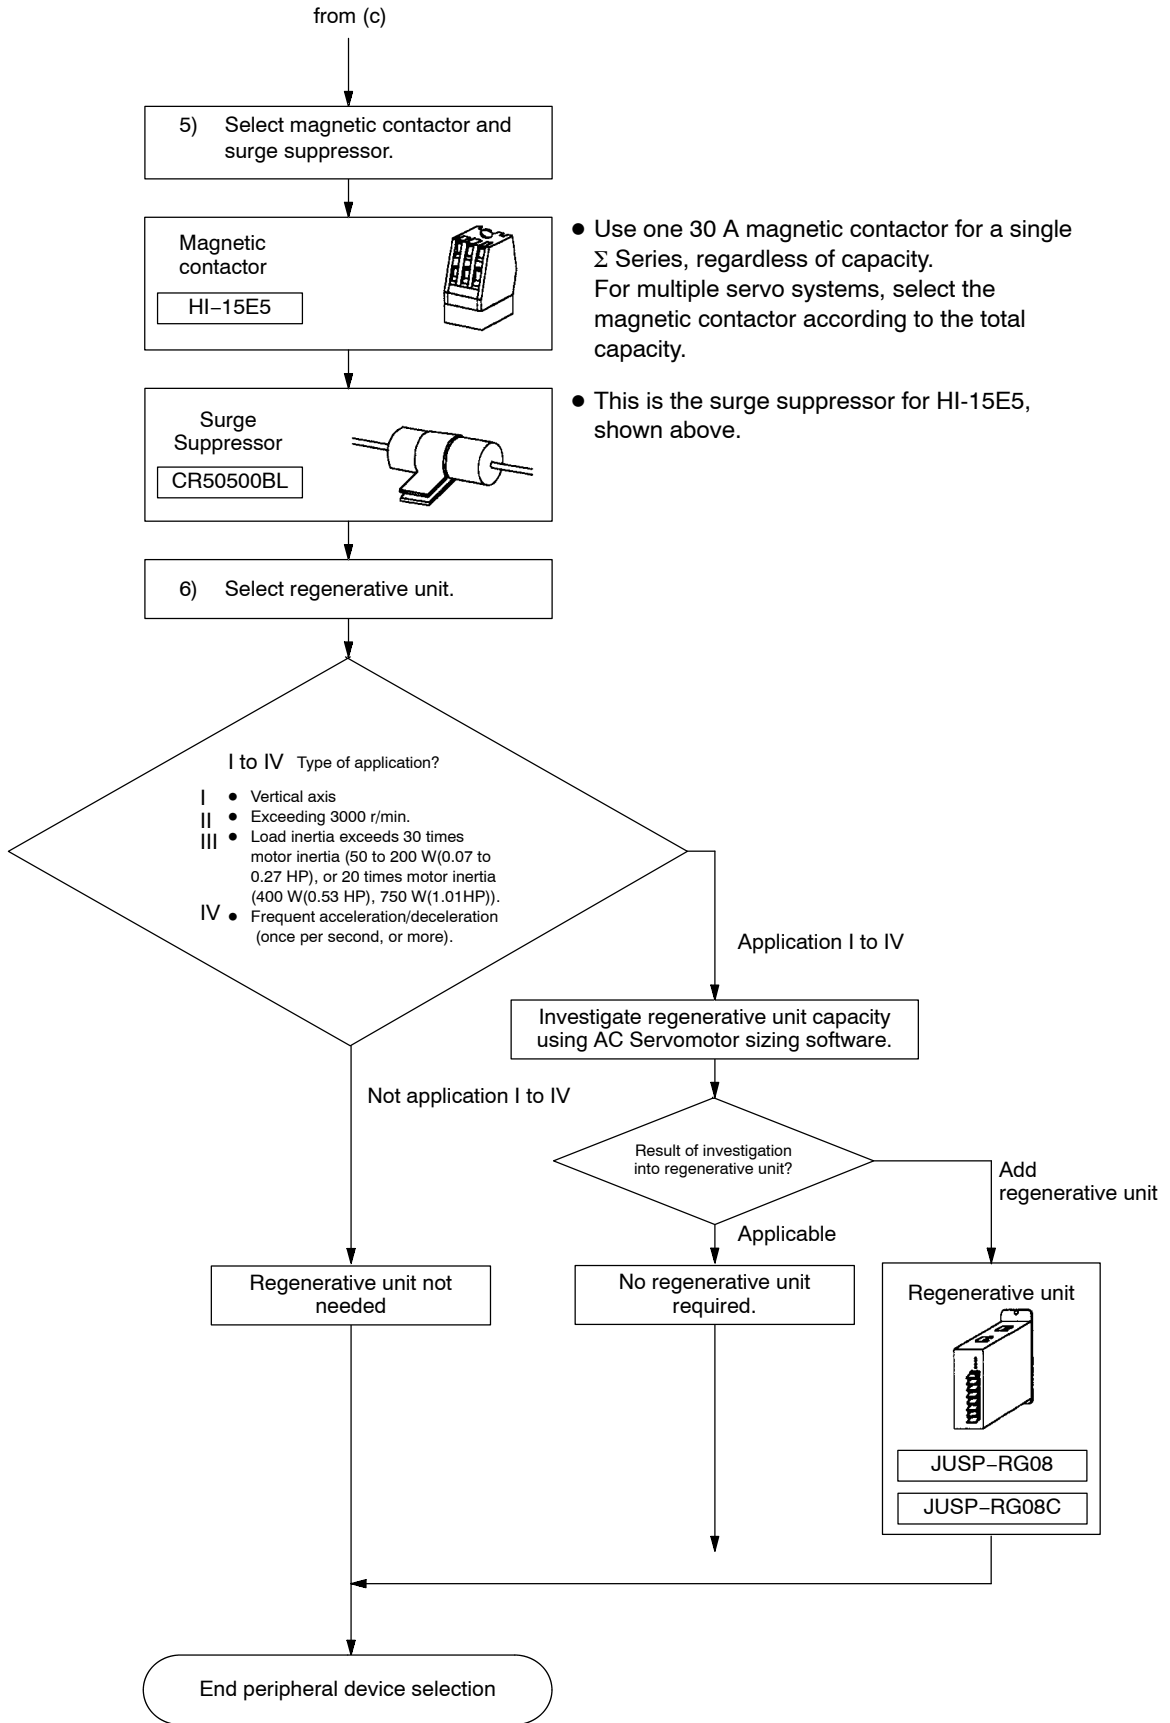 from (c)
5) Select magnetic contactor and
surge suppressor.
Magnetic
contactor
HI−15E5
● Use one 30 A magnetic contactor for a single
Σ Series, regardless of capacity.
For multiple servo systems, select the
magnetic contactor according to the total
capacity.
Surge
Suppressor
CR50500BL
● This is the surge suppressor for HI-15E5,
shown above.
6) Select regenerative unit.
I to IV Type of application?
I ● Vertical axis
II ● Exceeding 3000 r/min.
III ● Load inertia exceeds 30 times
motor inertia (50 to 200 W(0.07 to
0.27 HP), or 20 times motor inertia
(400 W(0.53 HP), 750 W(1.01HP)).
IV ● Frequent acceleration/deceleration
(once per second, or more).
Application I to IV
Investigate regenerative unit capacity
using AC Servomotor sizing software.
Not application I to IV
Result of investigation
into regenerative unit?
Add
regenerative unit
Applicable
Regenerative unit not
needed
No regenerative unit
required.
Regenerative unit
JUSP−RG08
JUSP−RG08C
End peripheral device selection